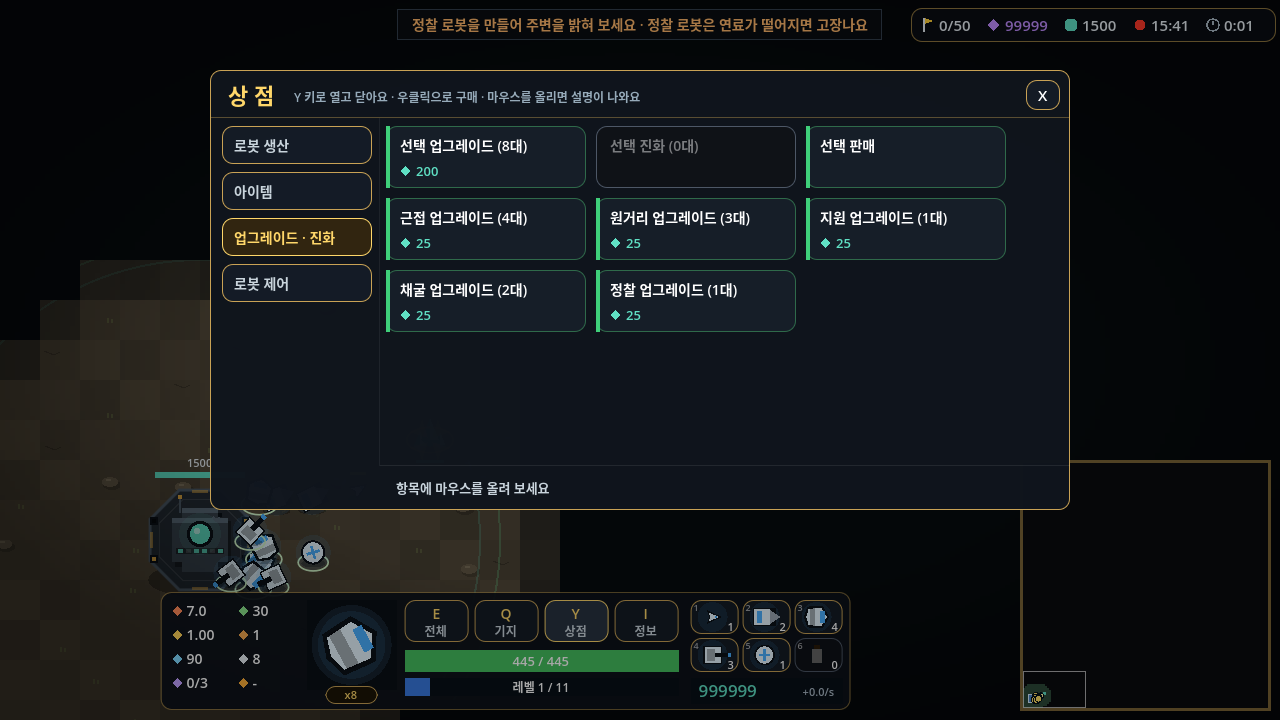 정찰 로봇을 만들어 주변을 밝혀 보세요 · 정찰 로봇은 연료가 떨어지면 고장나요
0/50 99999 1500 15:41 0:01
상 점
Y 키로 열고 닫아요 · 우클릭으로 구매 · 마우스를 올리면 설명이 나와요
X
로봇 생산
아이템
업그레이드 · 진화
로봇 제어
선택 업그레이드 (8대)
200
선택 진화 (0대)
선택 판매
근접 업그레이드 (4대)
25
원거리 업그레이드 (3대)
25
지원 업그레이드 (1대)
25
채굴 업그레이드 (2대)
25
정찰 업그레이드 (1대)
25
항목에 마우스를 올려 보세요
1500
7.0 30
1.00 1
90 8
0/3 -
x8
E
전체
Q
기지
Y
상점
I
정보
445 / 445
레벨 1 / 11
1 1
2 2
3 4
4 3
5 1
6 0
999999 +0.0/s